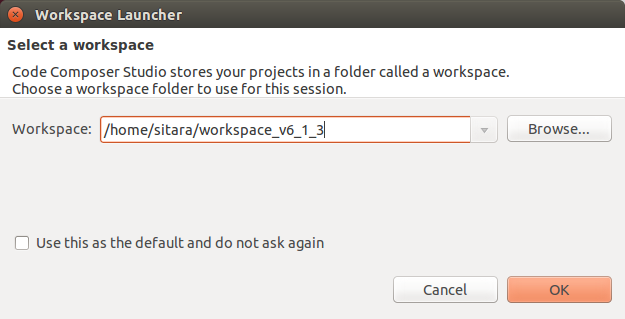 Workspace Launcher
Select a workspace
Code Composer Studio stores your projects in a folder called a workspace.
Choose a workspace folder to use for this session.
Workspace: /home/sitara/workspace_v6_1_3 Browse...
Use this as the default and do not ask again
Cancel OK